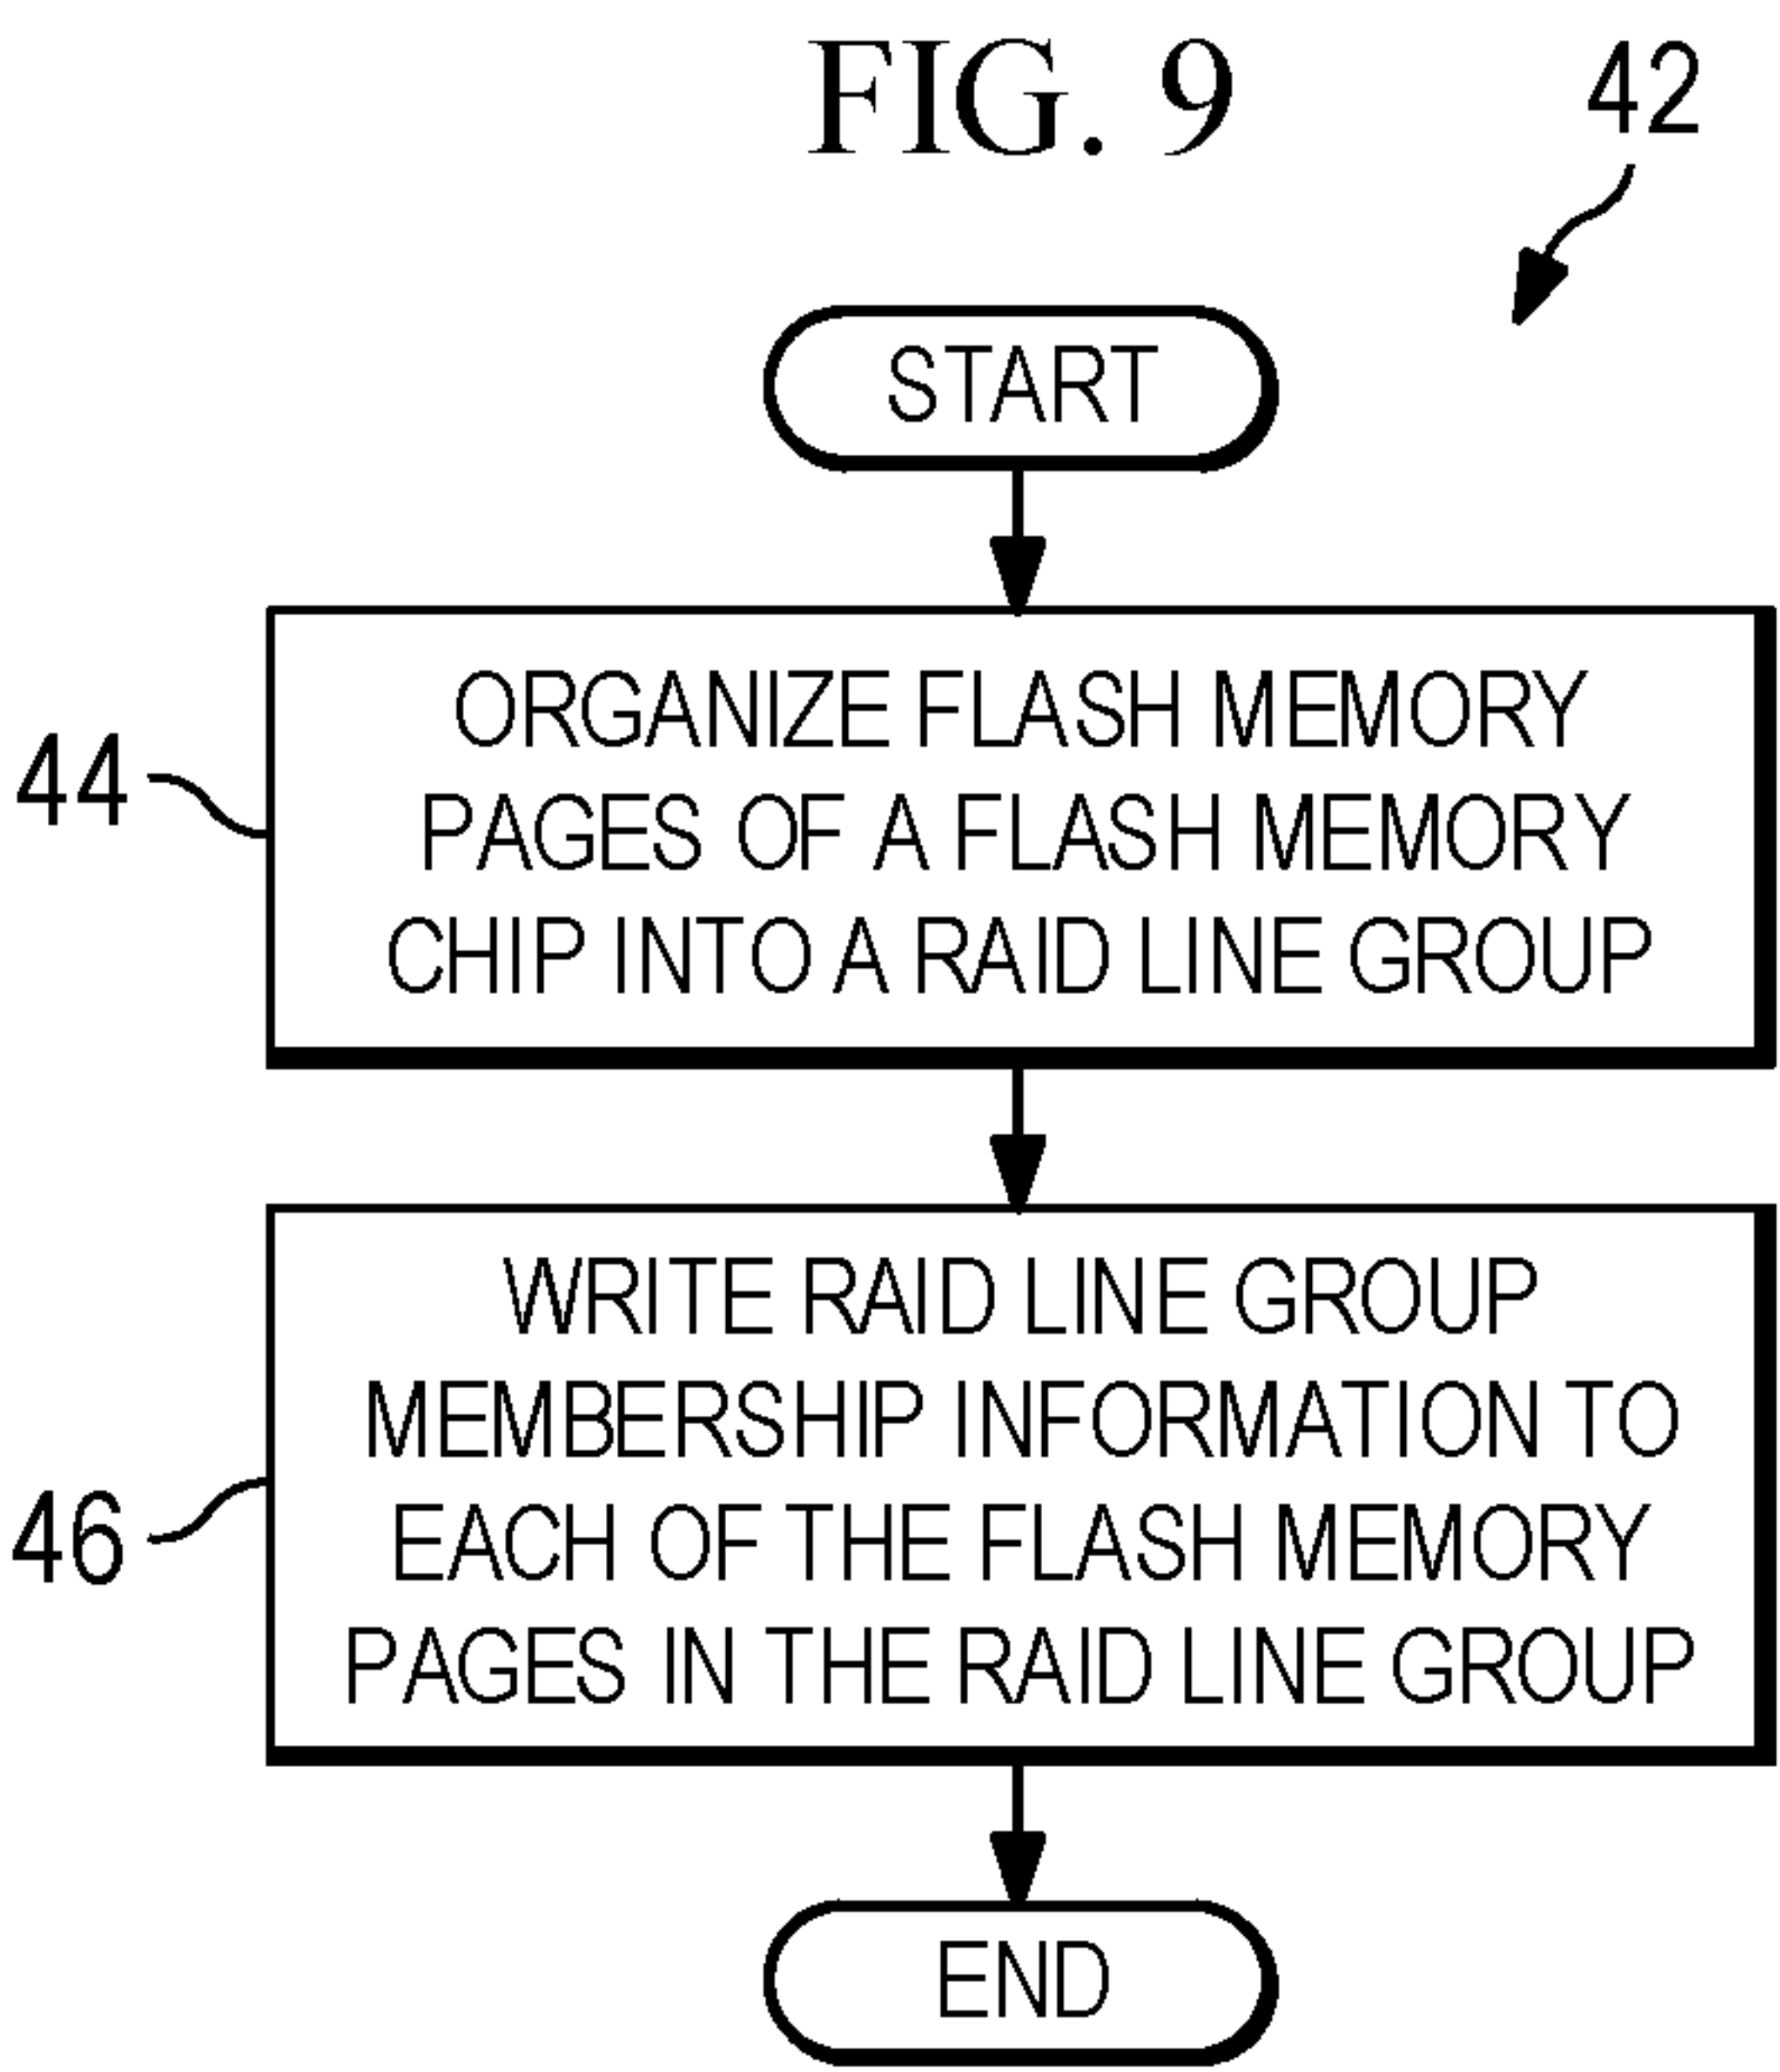 FIG. 9
42
START
44
ORGANIZE FLASH MEMORY
PAGES OF A FLASH MEMORY
CHIP INTO A RAID LINE GROUP
46
WRITE RAID LINE GROUP
MEMBERSHIP INFORMATION TO
EACH OF THE FLASH MEMORY
PAGES IN THE RAID LINE GROUP
END